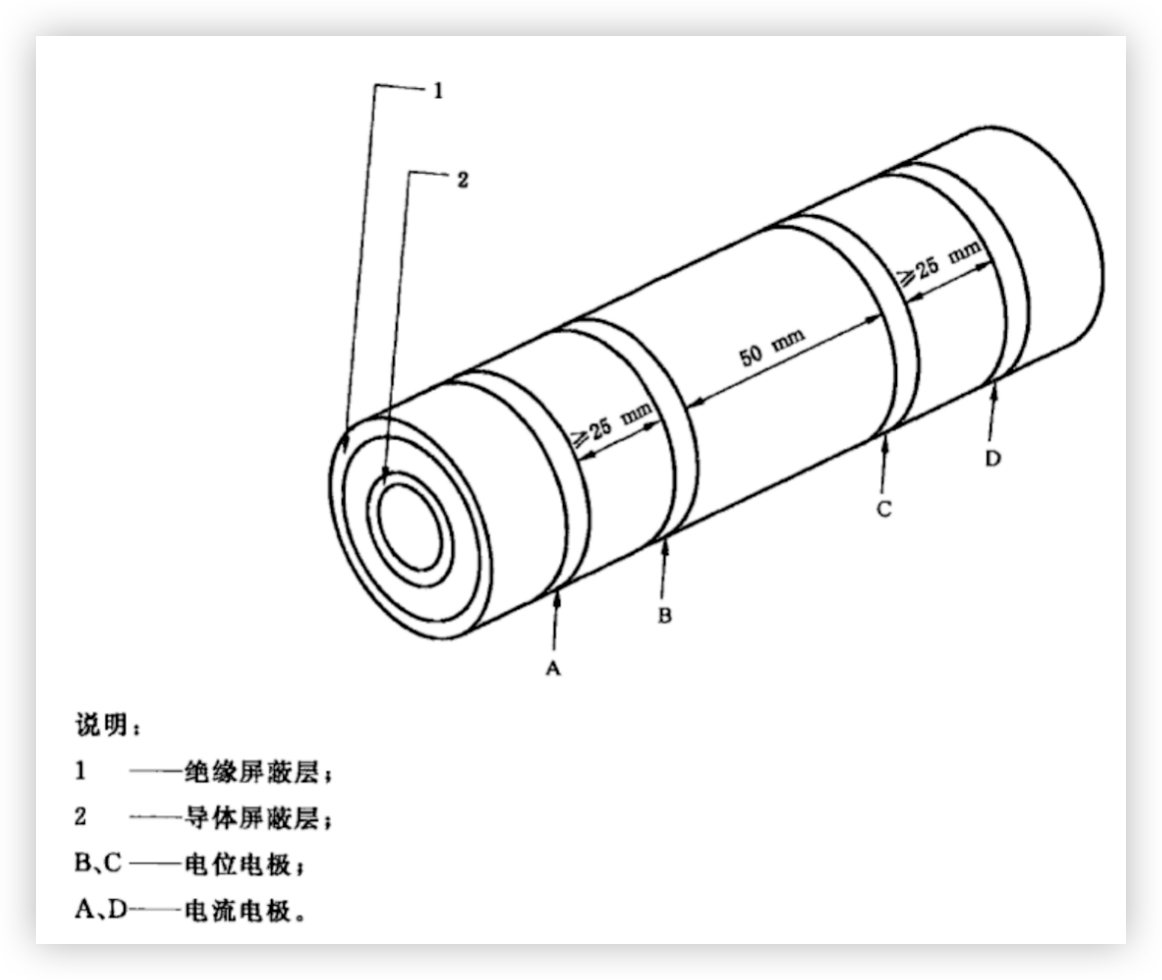 1
2
≥25 mm
50 mm
≥25 mm
A
B
C
D
说明：
1 ——绝缘屏蔽层；
2 ——导体屏蔽层；
B、C ——电位电极；
A、D——电流电极。